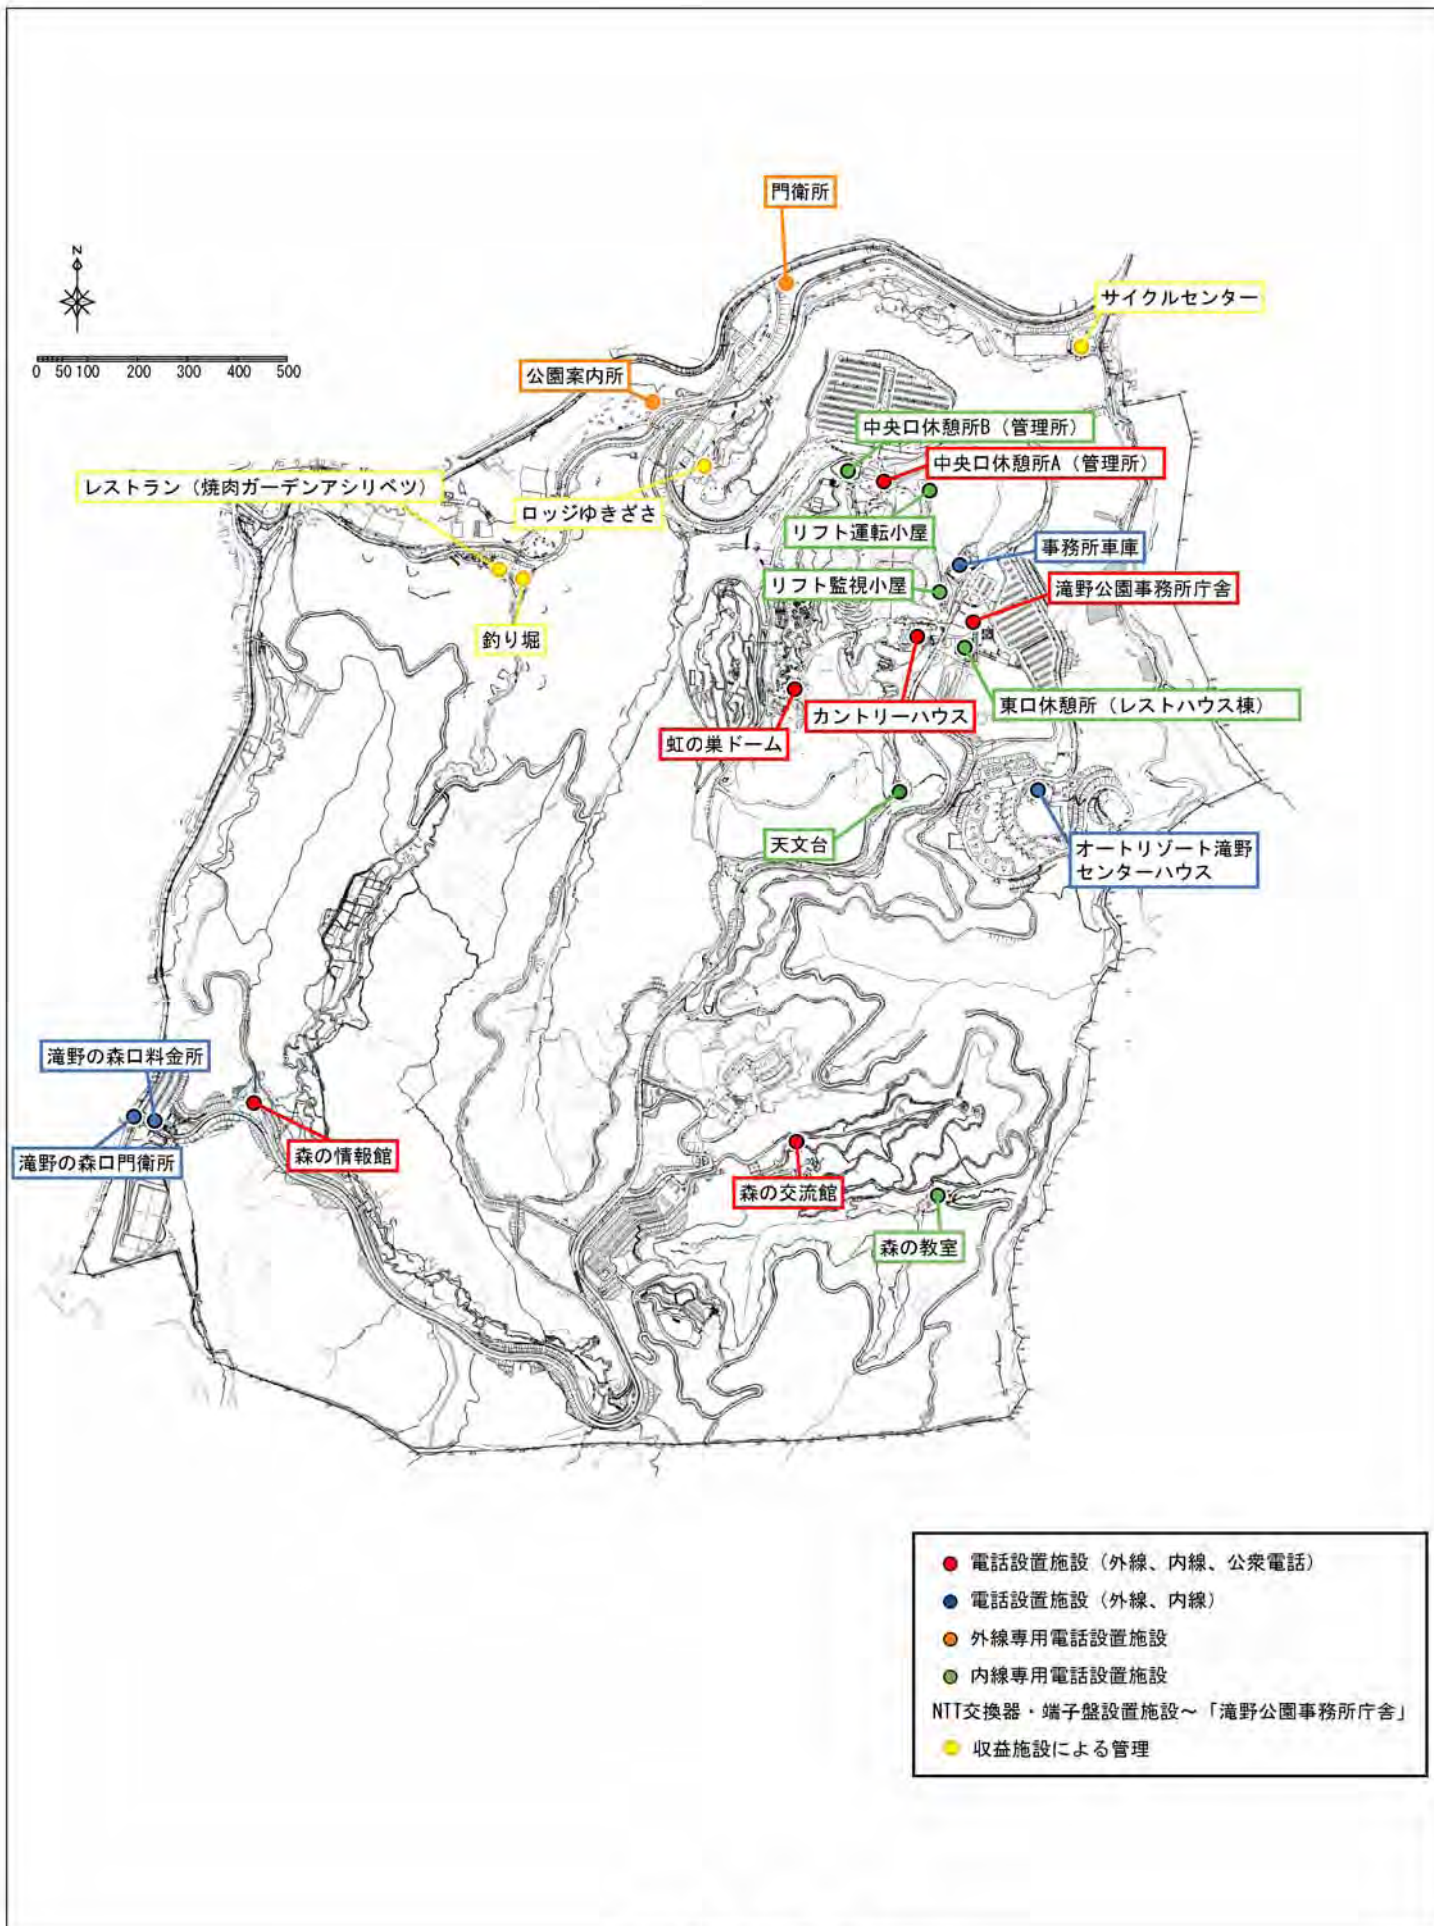 門衛所
N
サイクルセンター
0 50 100 200 300 400 500
公園案内所
中央口休憩所B（管理所）
中央口休憩所A（管理所）
レストラン（焼肉ガーデンアシリベツ）
ロッジゆきざさ
リフト運転小屋
事務所車庫
リフト監視小屋
滝野公園事務所庁舎
釣り堀
東口休憩所（レストハウス棟）
カントリーハウス
虹の巣ドーム
天文台
オートリゾート滝野
センターハウス
滝野の森口料金所
滝野の森口門衛所
森の情報館
森の交流館
森の教室
電話設置施設（外線、内線、公衆電話）
電話設置施設（外線、内線）
外線専用電話設置施設
内線専用電話設置施設
NTT交換器・端子盤設置施設～「滝野公園事務所庁舎」
収益施設による管理